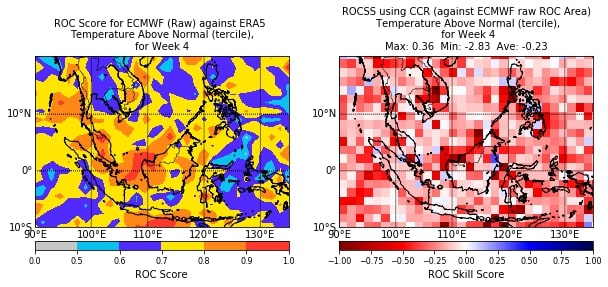 ROC Score for ECMWF (Raw) against ERA5
Temperature Above Normal (tercile),
for Week 4
10°N
0°
10°S
90°E 100°E 110°E 120°E 130°E
0.0 0.5 0.6 0.7 0.8 0.9 1.0
ROC Score
ROCSS using CCR (against ECMWF raw ROC Area)
Temperature Above Normal (tercile),
for Week 4
Max: 0.36 Min: -2.83 Ave: -0.23
10°N
0°
10°S
90°E 100°E 110°E 120°E 130°E
−1.00 −0.75 −0.50 −0.25 0.00 0.25 0.50 0.75 1.00
ROC Skill Score